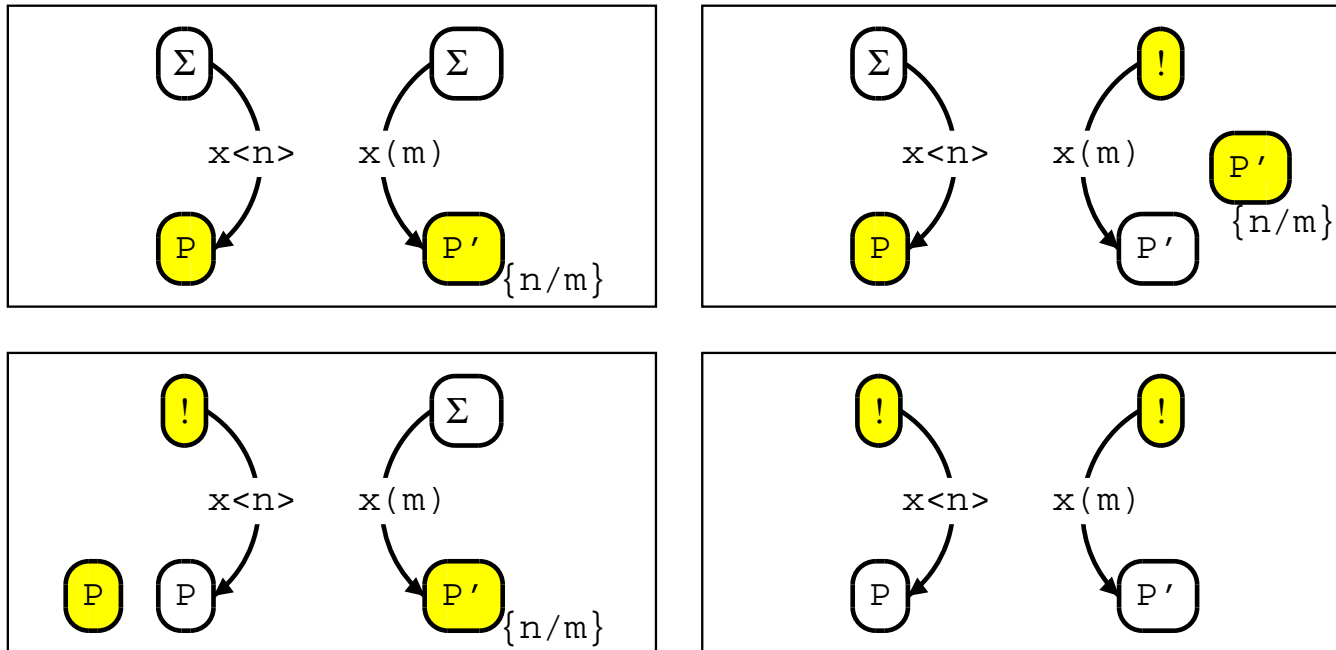 Σ Σ
x<n> x(m)
P P'
{n/m}
Σ !
x<n> x(m) P'
{n/m}
P P'
! Σ
x<n> x(m)
P P P'
{n/m}
! !
x<n> x(m)
P P'